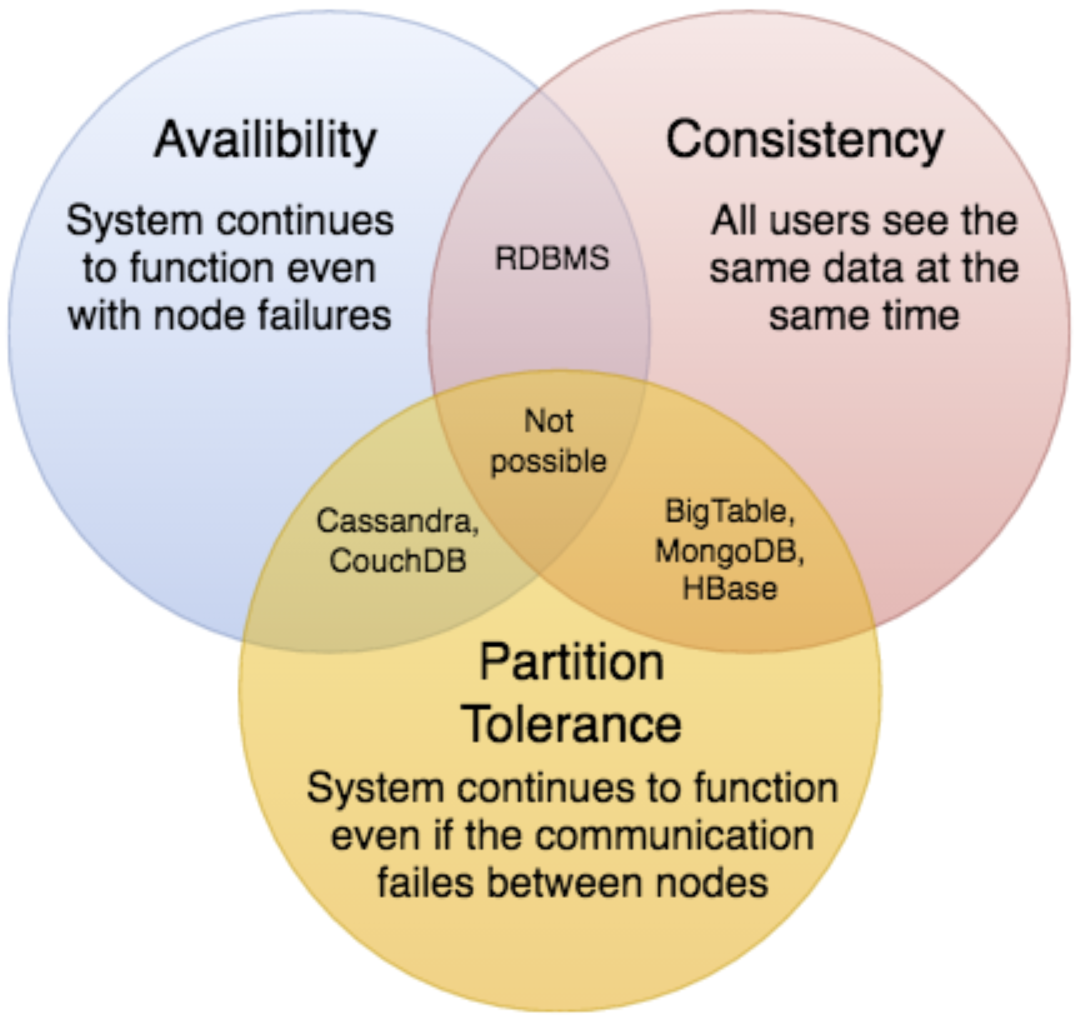 Availibility
System continues
to function even
with node failures
Consistency
All users see the
same data at the
same time
RDBMS
Not
possible
Cassandra,
CouchDB
BigTable,
MongoDB,
HBase
Partition
Tolerance
System continues to function
even if the communication
failes between nodes